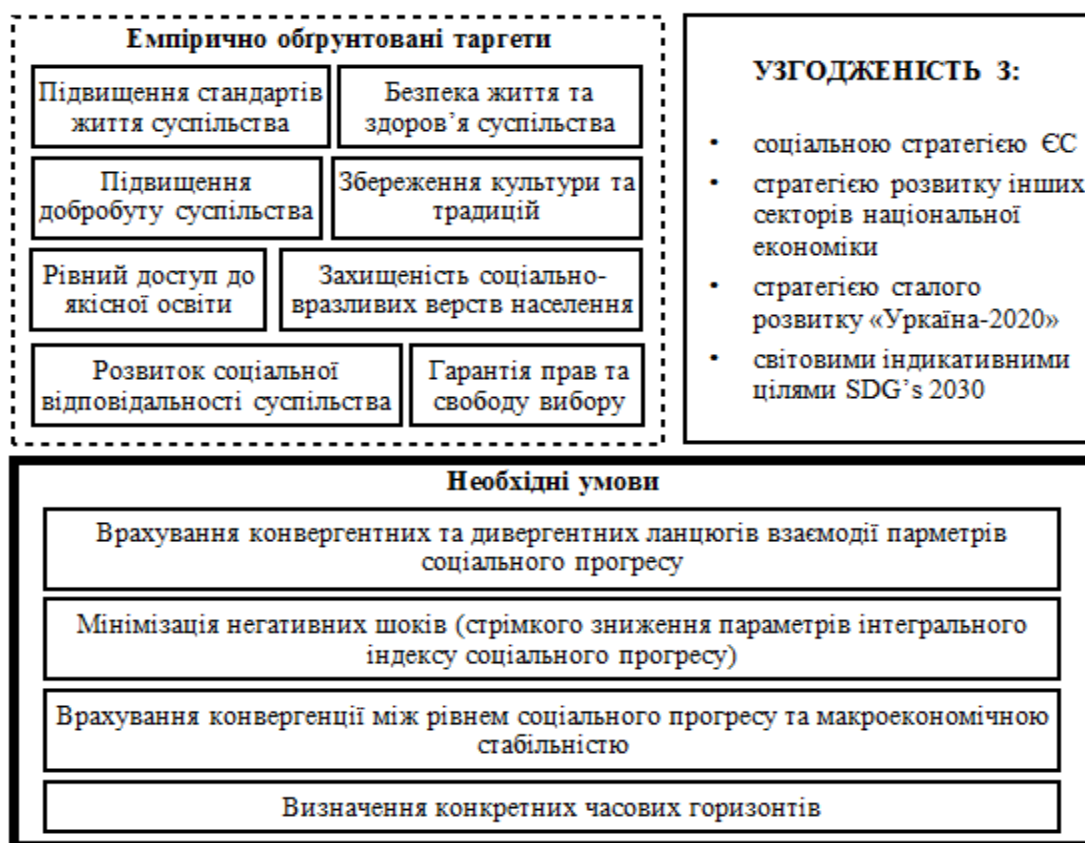 Емпірично обґрунтовані таргети
Підвищення стандартів
життя суспільства
Безпека життя та
здоров’я суспільства
Підвищення
добробуту суспільства
Збереження культури та
традицій
Рівний доступ до
якісної освіти
Захищеність соціально-
вразливих верств населення
Розвиток соціальної
відповідальності суспільства
Гарантія прав та
свободу вибору
УЗГОДЖЕНІСТЬ З:
• соціальною стратегією ЄС
• стратегією розвитку інших
секторів національної
економіки
• стратегією сталого
розвитку «Уркаїна-2020»
• світовими індикативними
цілями SDG’s 2030
Необхідні умови
Врахування конвергентних та дивергентних ланцюгів взаємодії парметрів
соціального прогресу
Мінімізація негативних шоків (стрімкого зниження параметрів інтегрального
індексу соціального прогресу)
Врахування конвергенції між рівнем соціального прогресу та макроекономічною
стабільністю
Визначення конкретних часових горизонтів